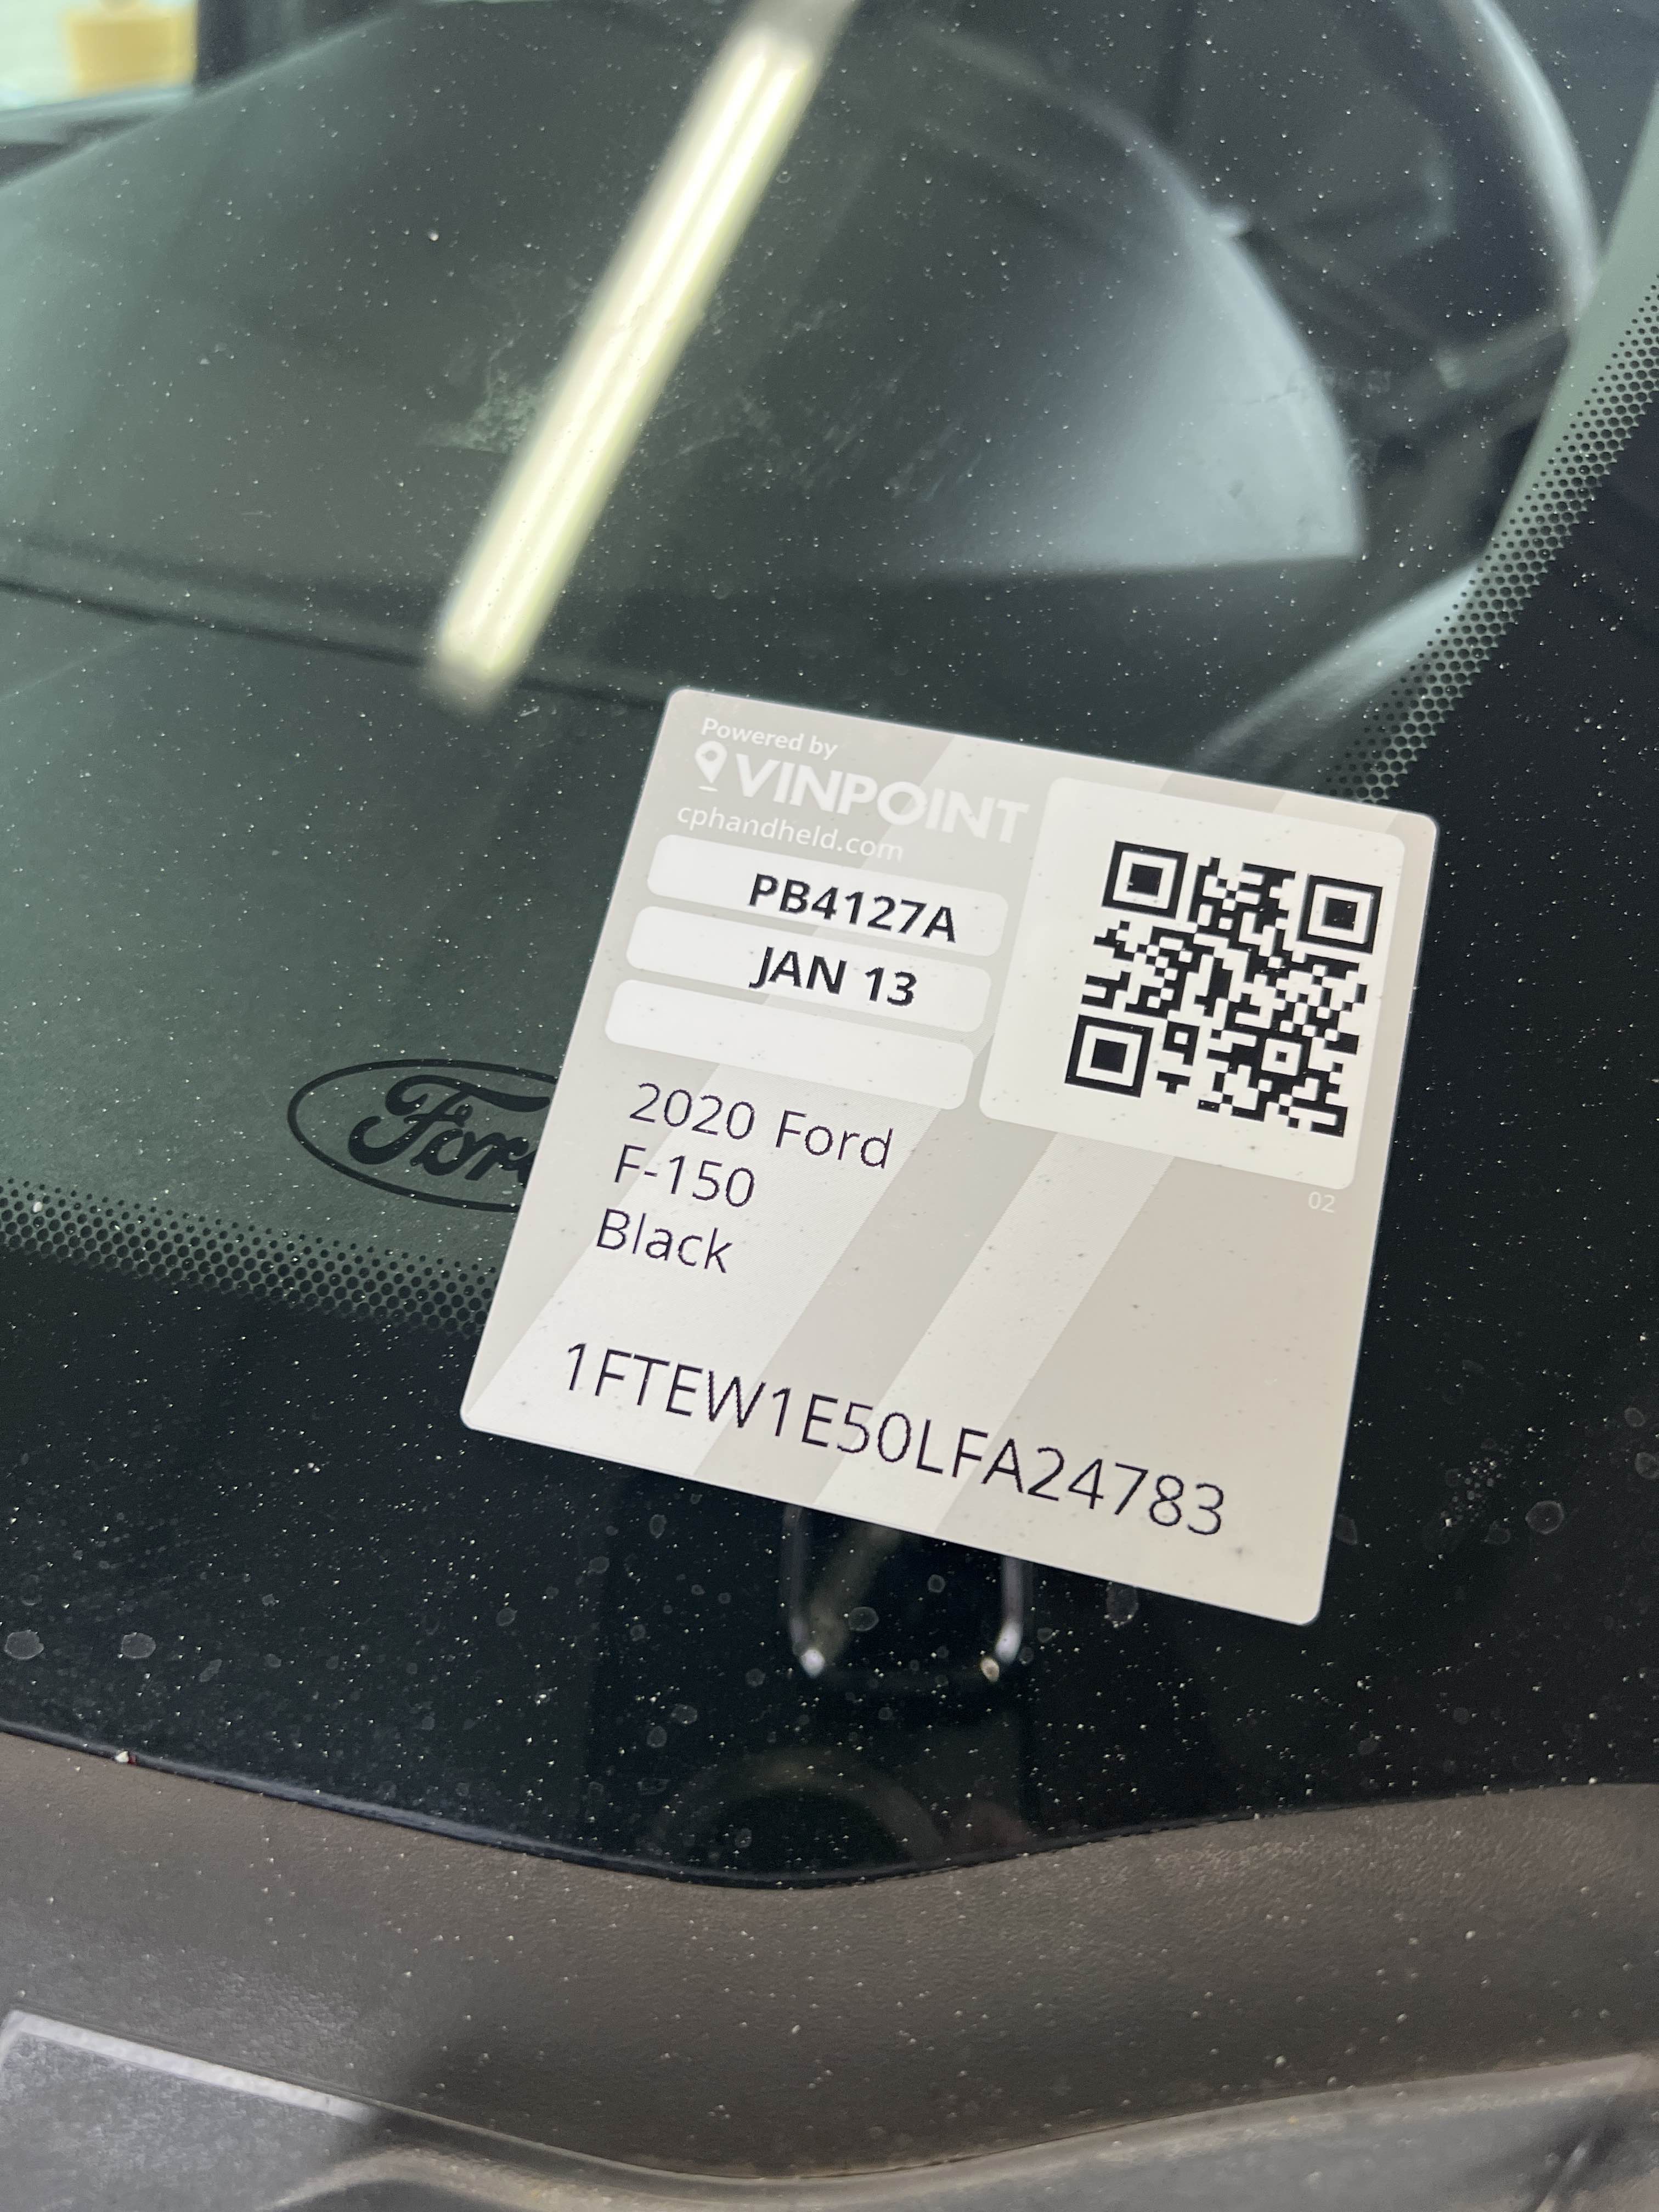 Powered by
VINPOINT
cphandheld.com
PB4127A
JAN 13
2020 Ford
F-150
Black
02
1FTEW1E50LFA24783
Ford